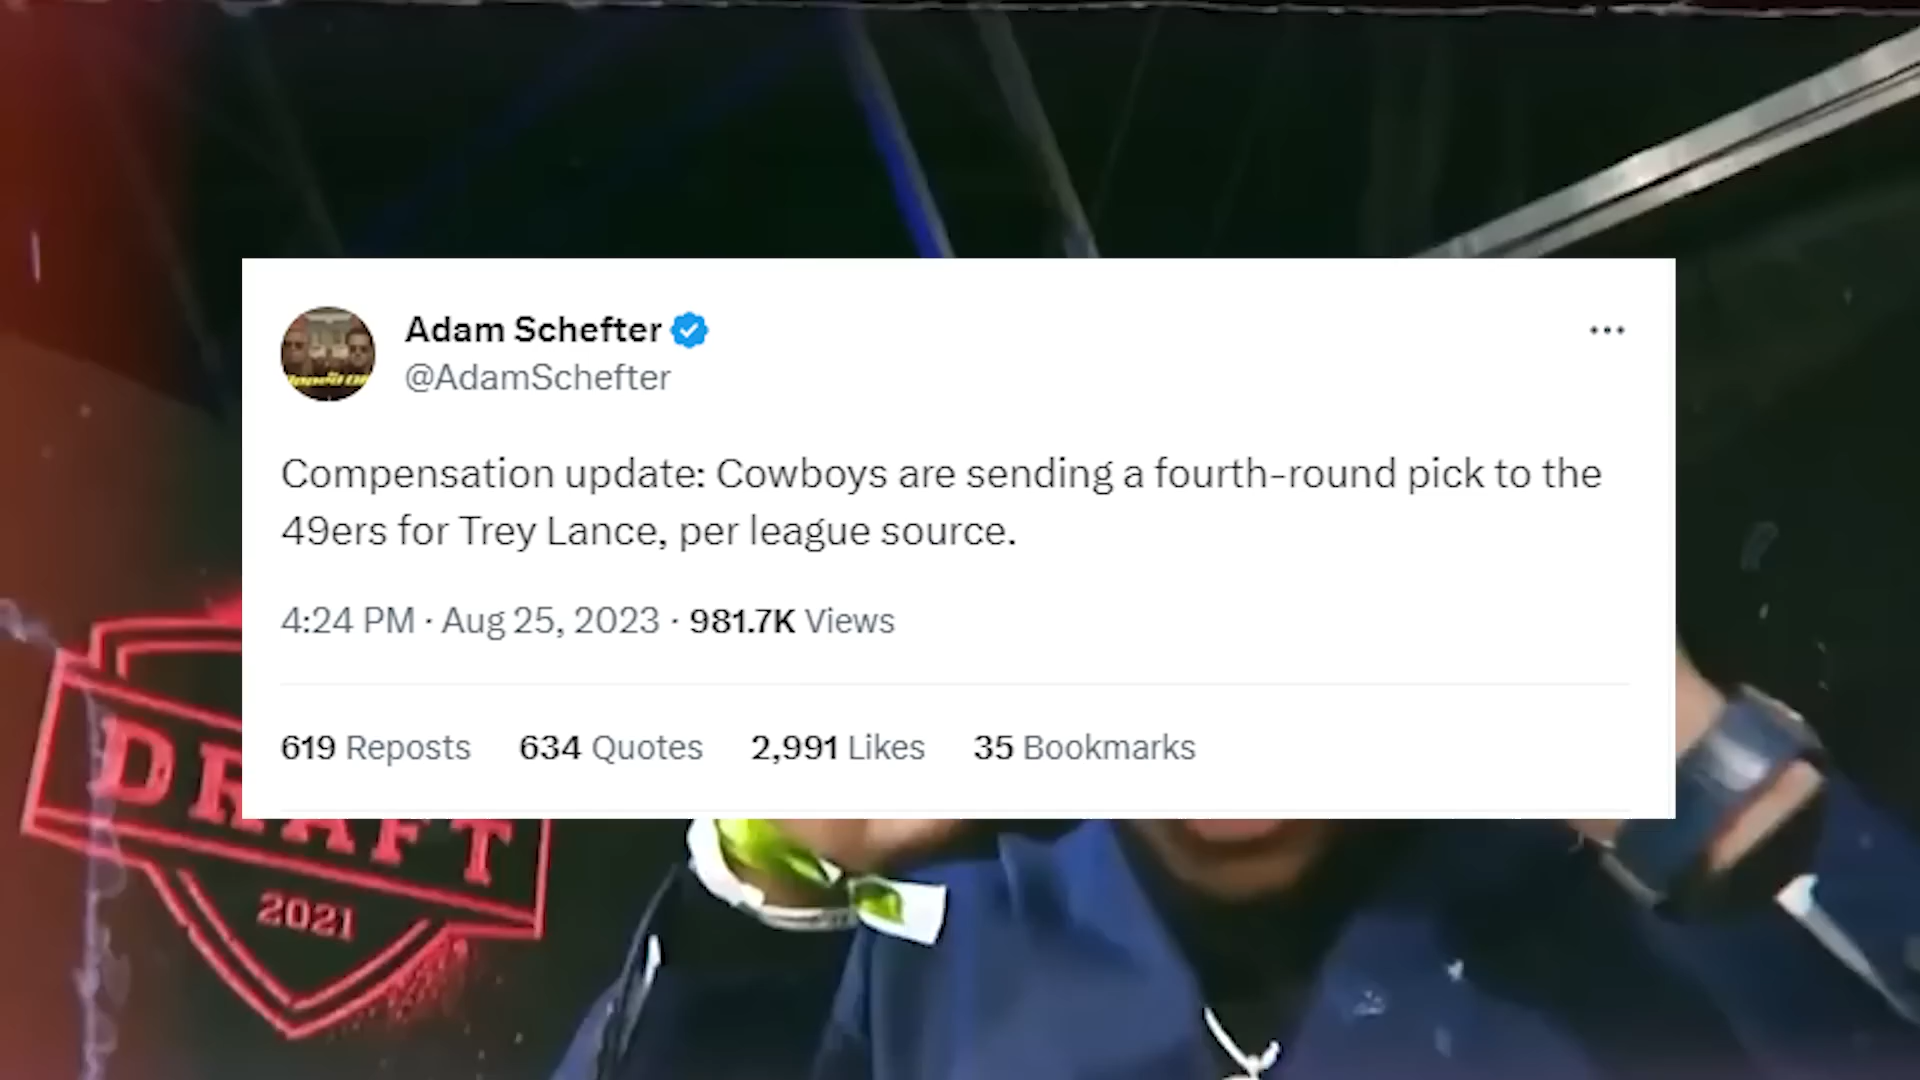 Adam Schefter
@AdamSchefter
Compensation update: Cowboys are sending a fourth-round pick to the
49ers for Trey Lance, per league source.
4:24 PM · Aug 25, 2023 · 981.7K Views
619 Reposts 634 Quotes 2,991 Likes 35 Bookmarks
DRAFT
2021